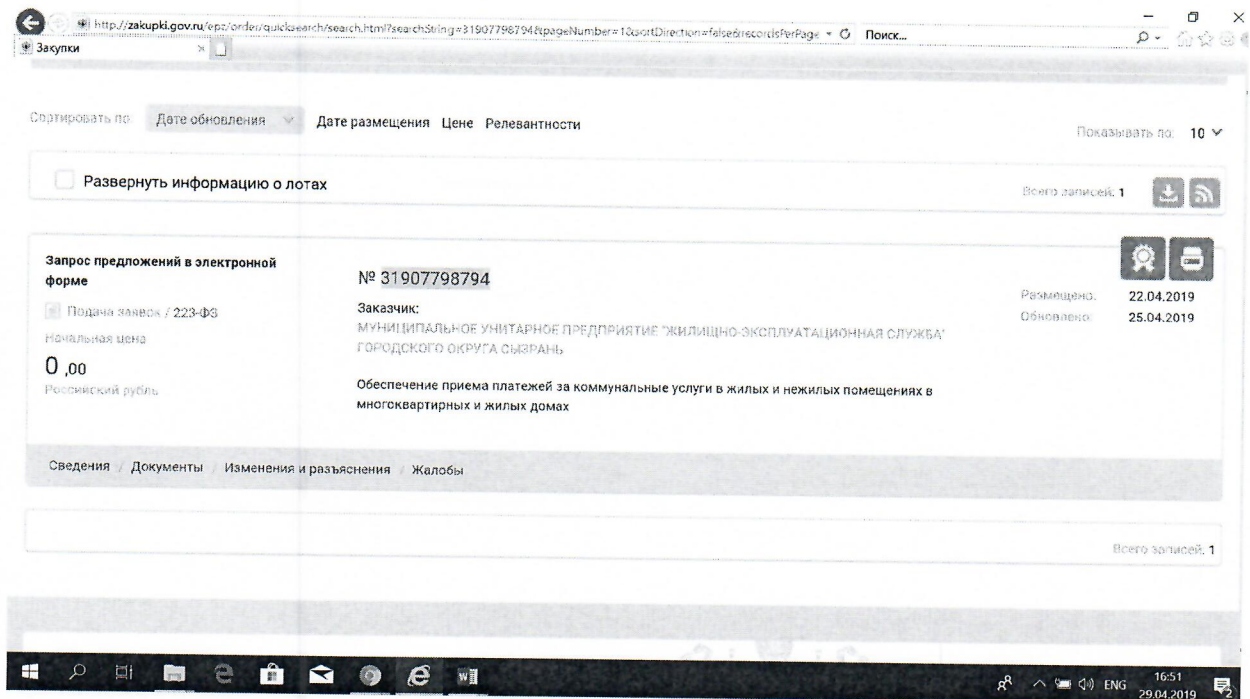 http://zakupki.gov.ru/epz/order/quicksearch/search.html?searchString=31907798794&pageNumber=1&sortDirection=false&recordsPerPage
Поиск...
Закупки
Сортировать по: Дате обновления Дате размещения Цене Релевантности
Показывать по: 10
Развернуть информацию о лотах
Всего записей: 1
Запрос предложений в электронной
форме
Подача заявок / 223-ФЗ
Начальная цена
0 ,00
Российский рубль
№ 31907798794
Заказчик:
МУНИЦИПАЛЬНОЕ УНИТАРНОЕ ПРЕДПРИЯТИЕ "ЖИЛИЩНО-ЭКСПЛУАТАЦИОННАЯ СЛУЖБА"
ГОРОДСКОГО ОКРУГА СЫЗРАНЬ
Обеспечение приема платежей за коммунальные услуги в жилых и нежилых помещениях в
многоквартирных и жилых домах
Размещено: 22.04.2019
Обновлено: 25.04.2019
Сведения / Документы / Изменения и разъяснения / Жалобы
Всего записей: 1
ENG
16:51
29.04.2019
2